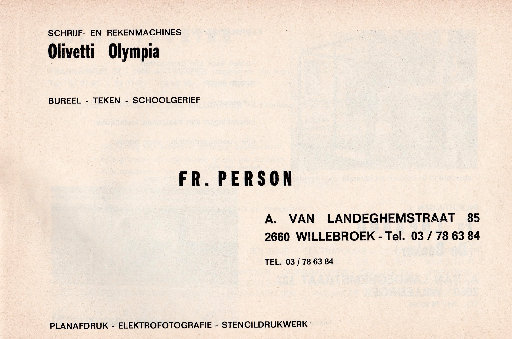 SCHRIJF- EN REKENMACHINES
Olivetti Olympia
BUREEL - TEKEN - SCHOOLGERIEF
FR. PERSON
A. VAN LANDEGHEMSTRAAT 85
2660 WILLEBROEK - Tel. 03 / 78 63 84
TEL. 03 / 78 63 84
PLANAFDRUK - ELEKTROFOTOGRAFIE - STENCILDRUKWERK